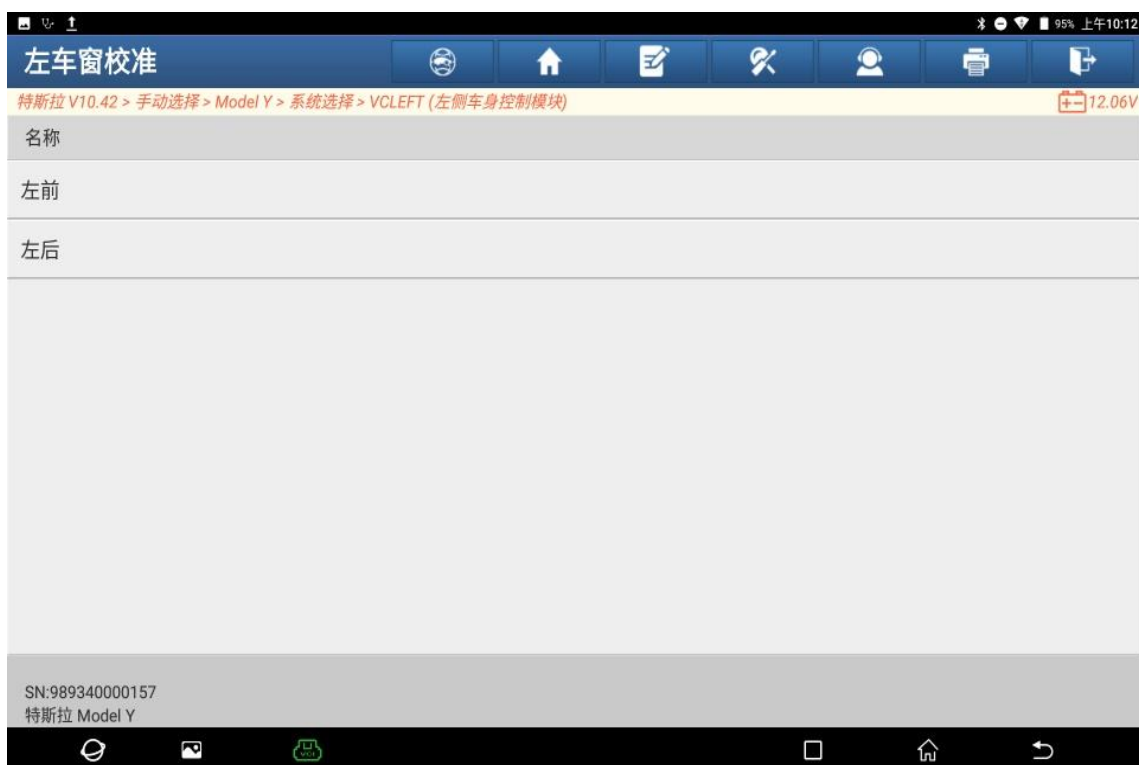 95% 上午10:12
左车窗校准
特斯拉 V10.42 > 手动选择 > Model Y > 系统选择 > VCLEFT (左侧车身控制模块)
12.06V
名称
左前
左后
SN:989340000157
特斯拉 Model Y
VCI